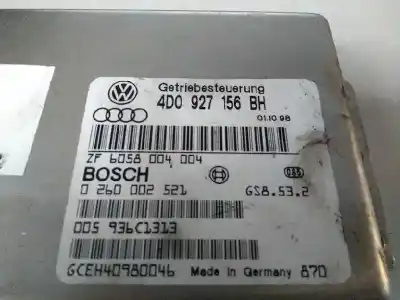 Getriebesteuerung
4D0 927 156 BH
01.10.98
ZF 6058 004 004
BOSCH
0 260 002 521 GS8.53.2
005 936C1313
GCEH40980046 Made in Germany 870